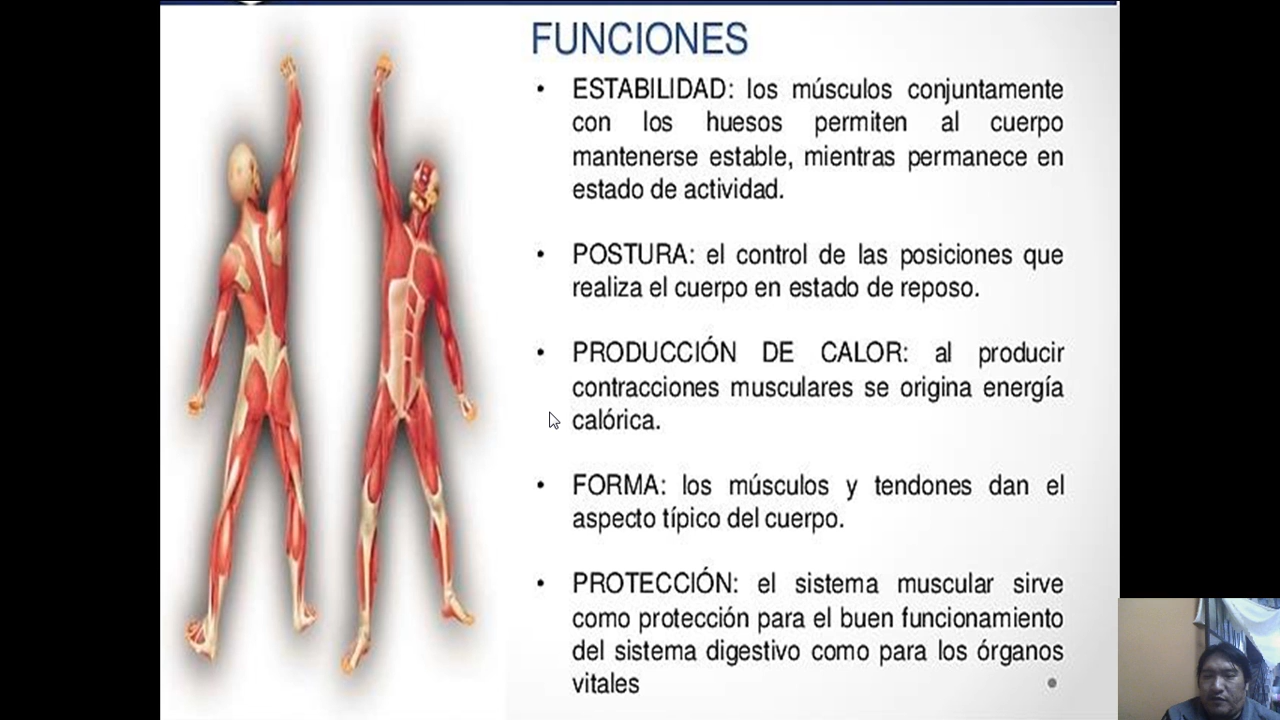 FUNCIONES
• ESTABILIDAD: los músculos conjuntamente
con los huesos permiten al cuerpo
mantenerse estable, mientras permanece en
estado de actividad.
• POSTURA: el control de las posiciones que
realiza el cuerpo en estado de reposo.
• PRODUCCIÓN DE CALOR: al producir
contracciones musculares se origina energía
calórica.
• FORMA: los músculos y tendones dan el
aspecto típico del cuerpo.
• PROTECCIÓN: el sistema muscular sirve
como protección para el buen funcionamiento
del sistema digestivo como para los órganos
vitales